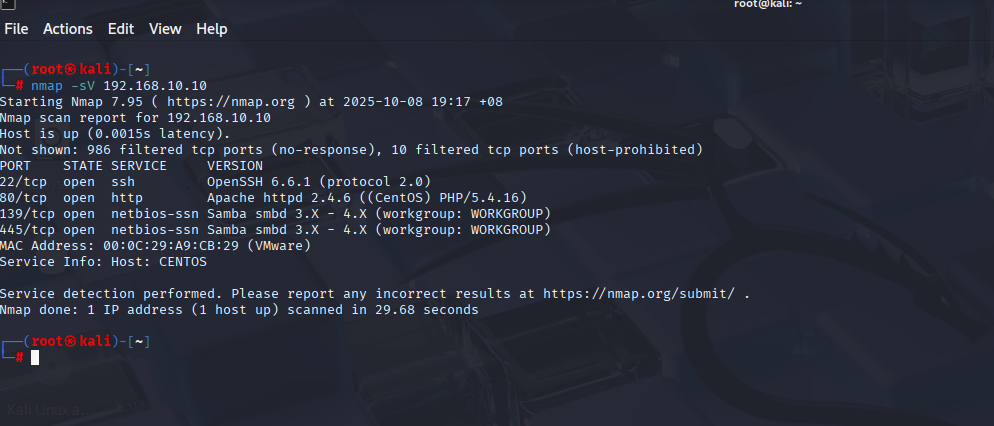 root@kali: ~
File Actions Edit View Help
┌──(root㉿kali)-[~]
└─# nmap -sV 192.168.10.10
Starting Nmap 7.95 ( https://nmap.org ) at 2025-10-08 19:17 +08
Nmap scan report for 192.168.10.10
Host is up (0.0015s latency).
Not shown: 986 filtered tcp ports (no-response), 10 filtered tcp ports (host-prohibited)
PORT    STATE SERVICE     VERSION
22/tcp  open  ssh         OpenSSH 6.6.1 (protocol 2.0)
80/tcp  open  http        Apache httpd 2.4.6 ((CentOS) PHP/5.4.16)
139/tcp open  netbios-ssn Samba smbd 3.X - 4.X (workgroup: WORKGROUP)
445/tcp open  netbios-ssn Samba smbd 3.X - 4.X (workgroup: WORKGROUP)
MAC Address: 00:0C:29:A9:CB:29 (VMware)
Service Info: Host: CENTOS
Service detection performed. Please report any incorrect results at https://nmap.org/submit/ .
Nmap done: 1 IP address (1 host up) scanned in 29.68 seconds
┌──(root㉿kali)-[~]
└─#
Kali Linux a...